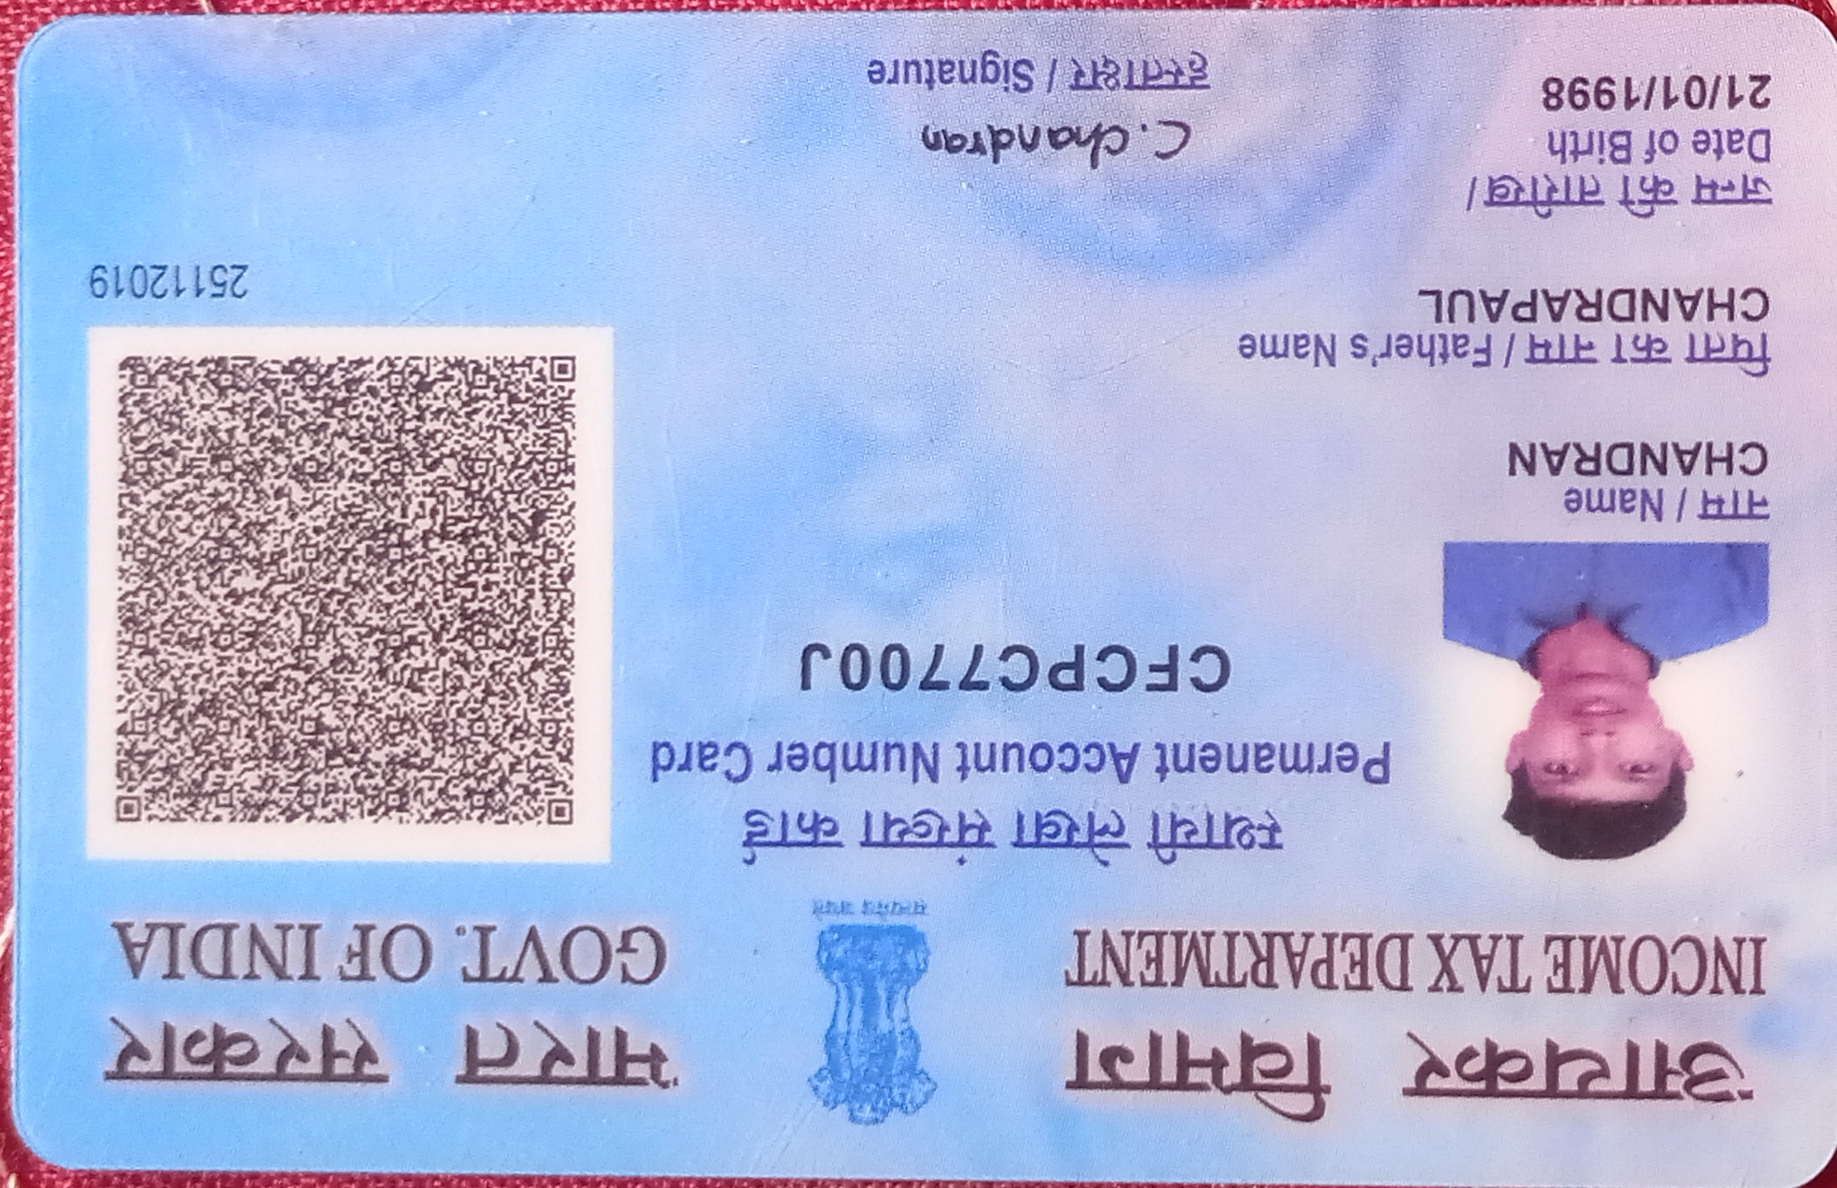 आयकर विभाग
INCOME TAX DEPARTMENT
सत्यमेव जयते
भारत सरकार
GOVT. OF INDIA
स्थायी लेखा संख्या कार्ड
Permanent Account Number Card
CFCPC7700J
नाम / Name
CHANDRAN
पिता का नाम / Father's Name
CHANDRAPAUL
25112019
जन्म की तारीख/
Date of Birth
21/01/1998
C. Chandran
हस्ताक्षर / Signature